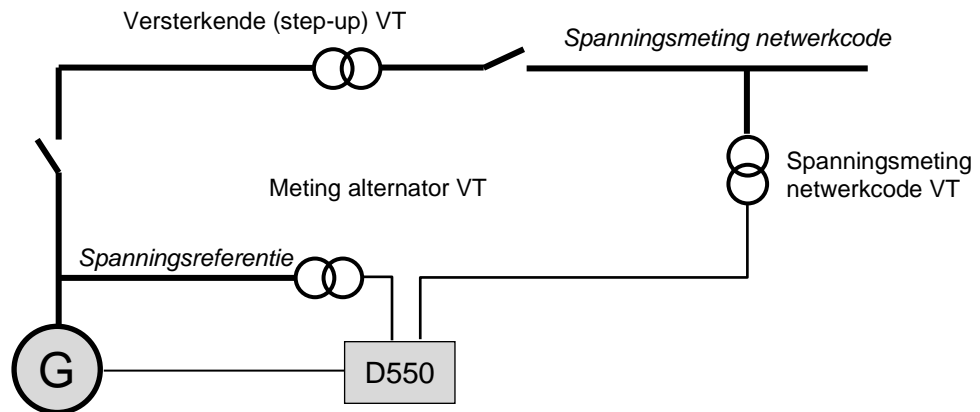 Versterkende (step-up) VT
Spanningsmeting netwerkcode
Spanningsmeting
netwerkcode VT
Meting alternator VT
Spanningsreferentie
G
D550